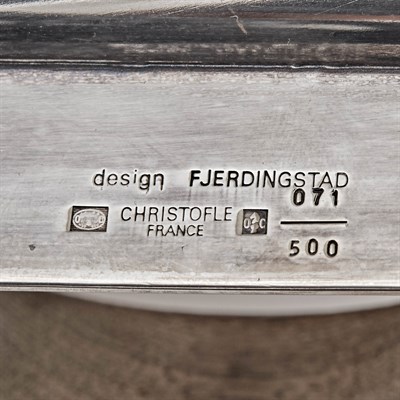 design FJERDINGSTAD
071
CHRISTOFLE
FRANCE
500